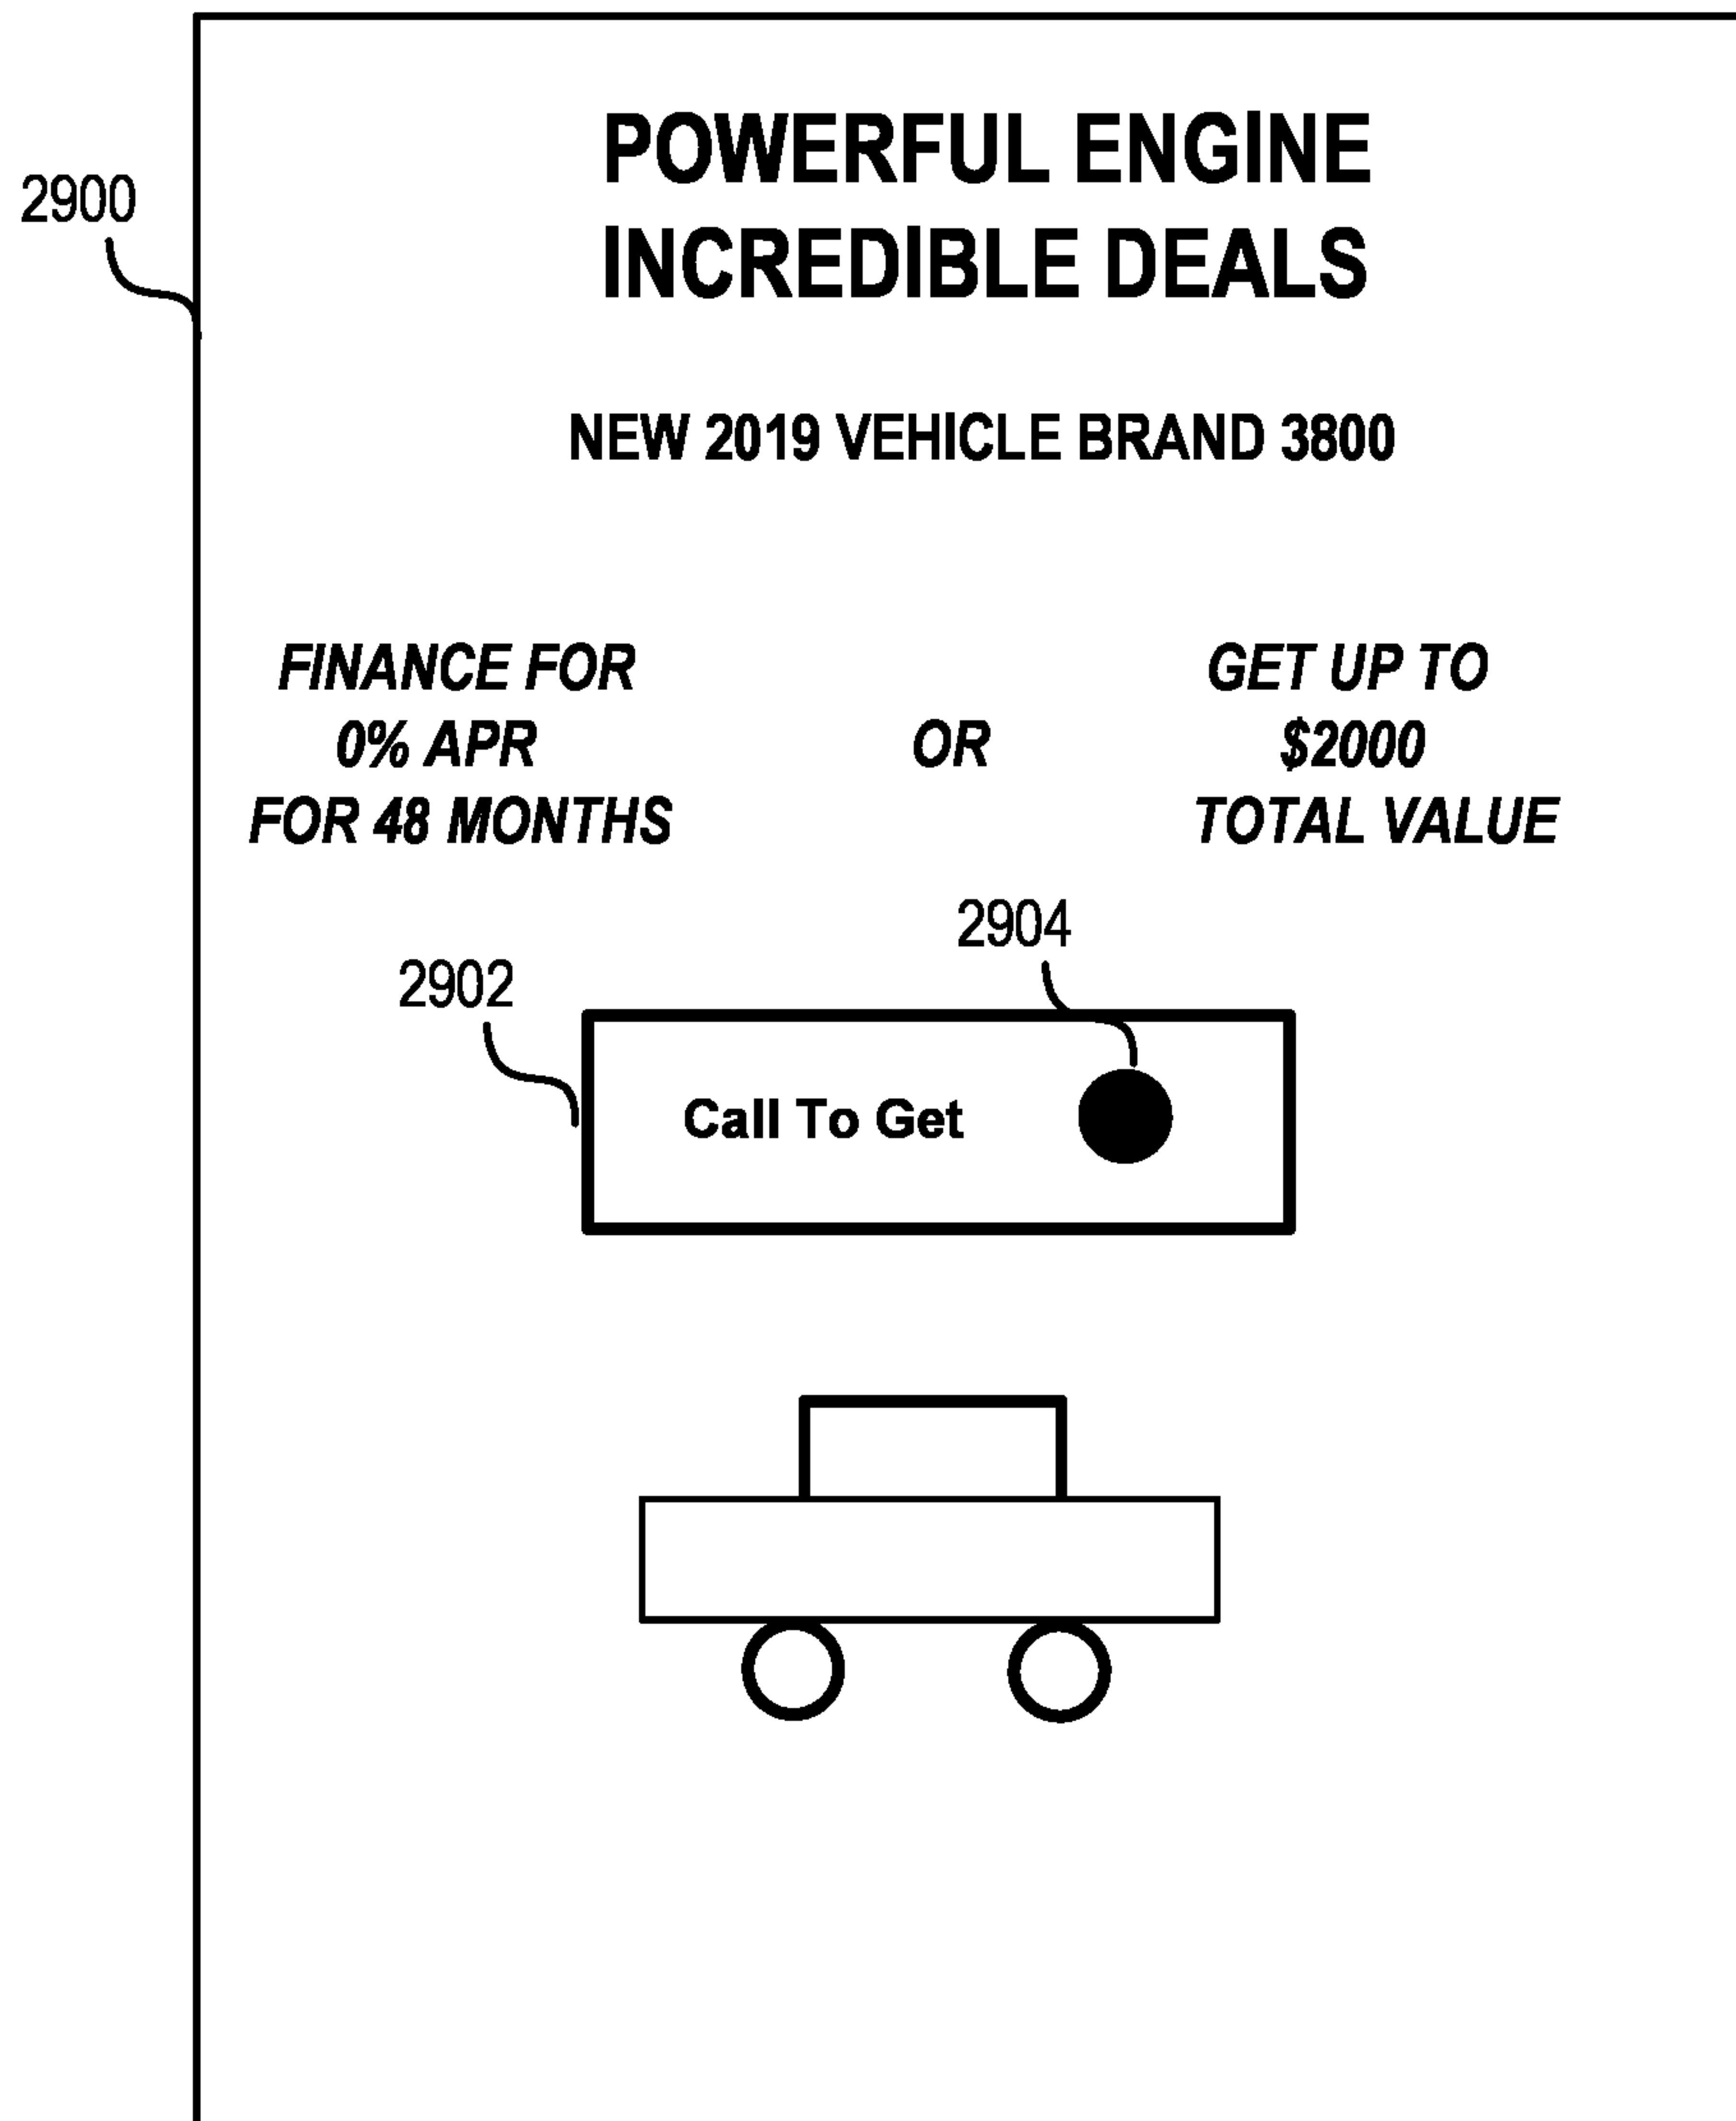 POWERFUL ENGINE
INCREDIBLE DEALS
2900
NEW 2019 VEHICLE BRAND 3800
FINANCE FOR
0% APR
FOR 48 MONTHS
OR
GET UP TO
$2000
TOTAL VALUE
2904
2902
Call To Get